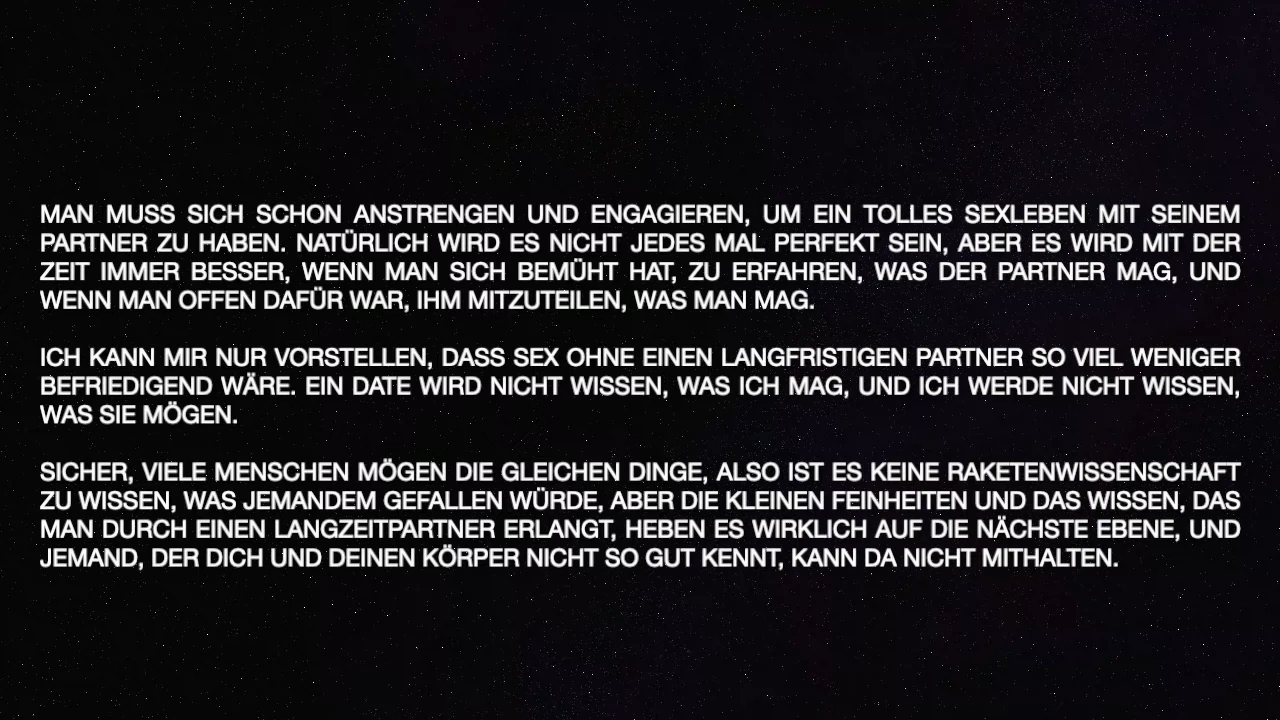 MAN MUSS SICH SCHON ANSTRENGEN UND ENGAGIEREN, UM EIN TOLLES SEXLEBEN MIT SEINEM
PARTNER ZU HABEN. NATÜRLICH WIRD ES NICHT JEDES MAL PERFEKT SEIN, ABER ES WIRD MIT DER
ZEIT IMMER BESSER, WENN MAN SICH BEMÜHT HAT, ZU ERFAHREN, WAS DER PARTNER MAG, UND
WENN MAN OFFEN DAFÜR WAR, IHM MITZUTEILEN, WAS MAN MAG.
ICH KANN MIR NUR VORSTELLEN, DASS SEX OHNE EINEN LANGFRISTIGEN PARTNER SO VIEL WENIGER
BEFRIEDIGEND WÄRE. EIN DATE WIRD NICHT WISSEN, WAS ICH MAG, UND ICH WERDE NICHT WISSEN,
WAS SIE MÖGEN.
SICHER, VIELE MENSCHEN MÖGEN DIE GLEICHEN DINGE, ALSO IST ES KEINE RAKETENWISSENSCHAFT
ZU WISSEN, WAS JEMANDEM GEFALLEN WÜRDE, ABER DIE KLEINEN FEINHEITEN UND DAS WISSEN, DAS
MAN DURCH EINEN LANGZEITPARTNER ERLANGT, HEBEN ES WIRKLICH AUF DIE NÄCHSTE EBENE, UND
JEMAND, DER DICH UND DEINEN KÖRPER NICHT SO GUT KENNT, KANN DA NICHT MITHALTEN.